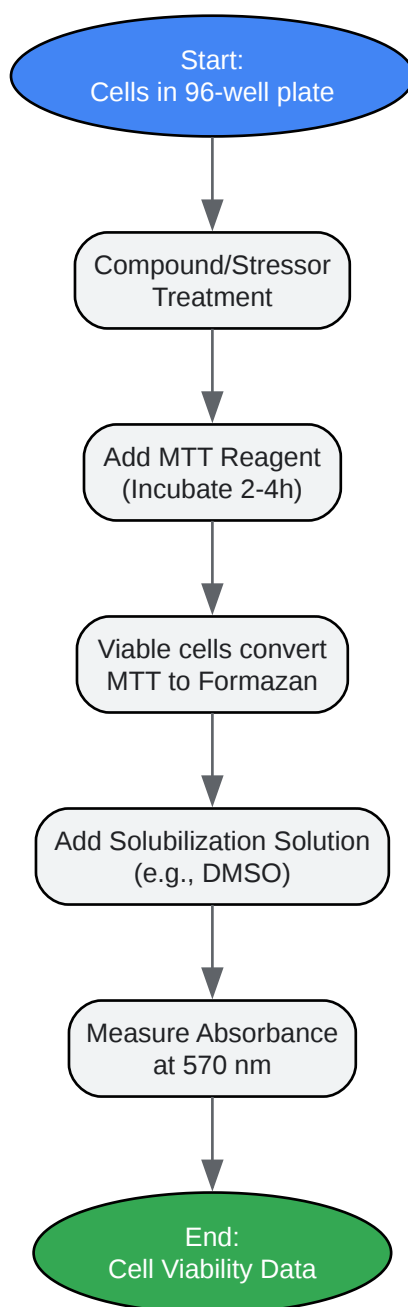 Start:
Cells in 96-well plate
Compound/Stressor
Treatment
Add MTT Reagent
(Incubate 2-4h)
Viable cells convert
MTT to Formazan
Add Solubilization Solution
(e.g., DMSO)
Measure Absorbance
at 570 nm
End:
Cell Viability Data